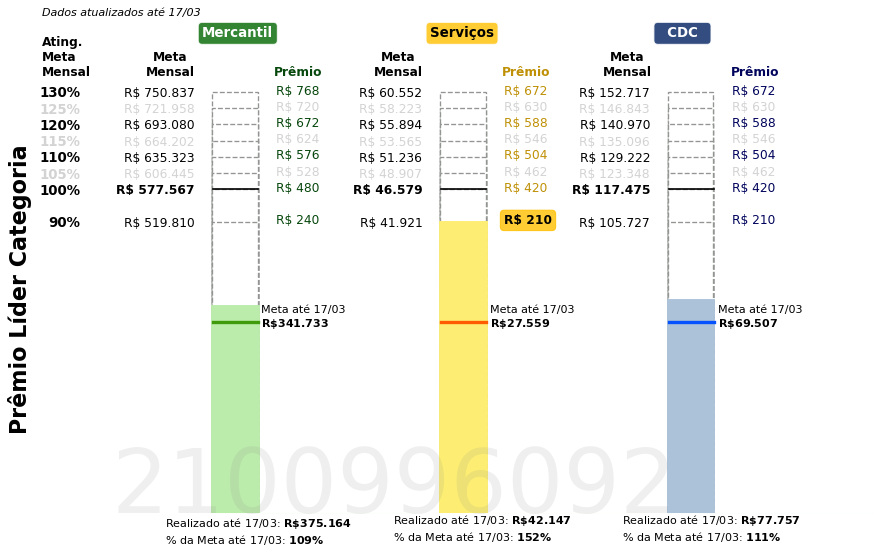 Dados atualizados até 17/03
Mercantil Serviços CDC
Ating. Meta Mensal
Meta Mensal Prêmio Meta Mensal Prêmio Meta Mensal Prêmio
130% R$ 750.837 R$ 768 R$ 60.552 R$ 672 R$ 152.717 R$ 672
125% R$ 721.958 R$ 720 R$ 58.223 R$ 630 R$ 146.843 R$ 630
120% R$ 693.080 R$ 672 R$ 55.894 R$ 588 R$ 140.970 R$ 588
115% R$ 664.202 R$ 624 R$ 53.565 R$ 546 R$ 135.096 R$ 546
110% R$ 635.323 R$ 576 R$ 51.236 R$ 504 R$ 129.222 R$ 504
105% R$ 606.445 R$ 528 R$ 48.907 R$ 462 R$ 123.348 R$ 462
100% R$ 577.567 R$ 480 R$ 46.579 R$ 420 R$ 117.475 R$ 420
90% R$ 519.810 R$ 240 R$ 41.921 R$ 210 R$ 105.727 R$ 210
Prêmio Líder Categoria
Meta até 17/03 Meta até 17/03 Meta até 17/03
R$341.733 R$27.559 R$69.507
2100996092
Realizado até 17/03: R$375.164 Realizado até 17/03: R$42.147 Realizado até 17/03: R$77.757
% da Meta até 17/03: 109% % da Meta até 17/03: 152% % da Meta até 17/03: 111%